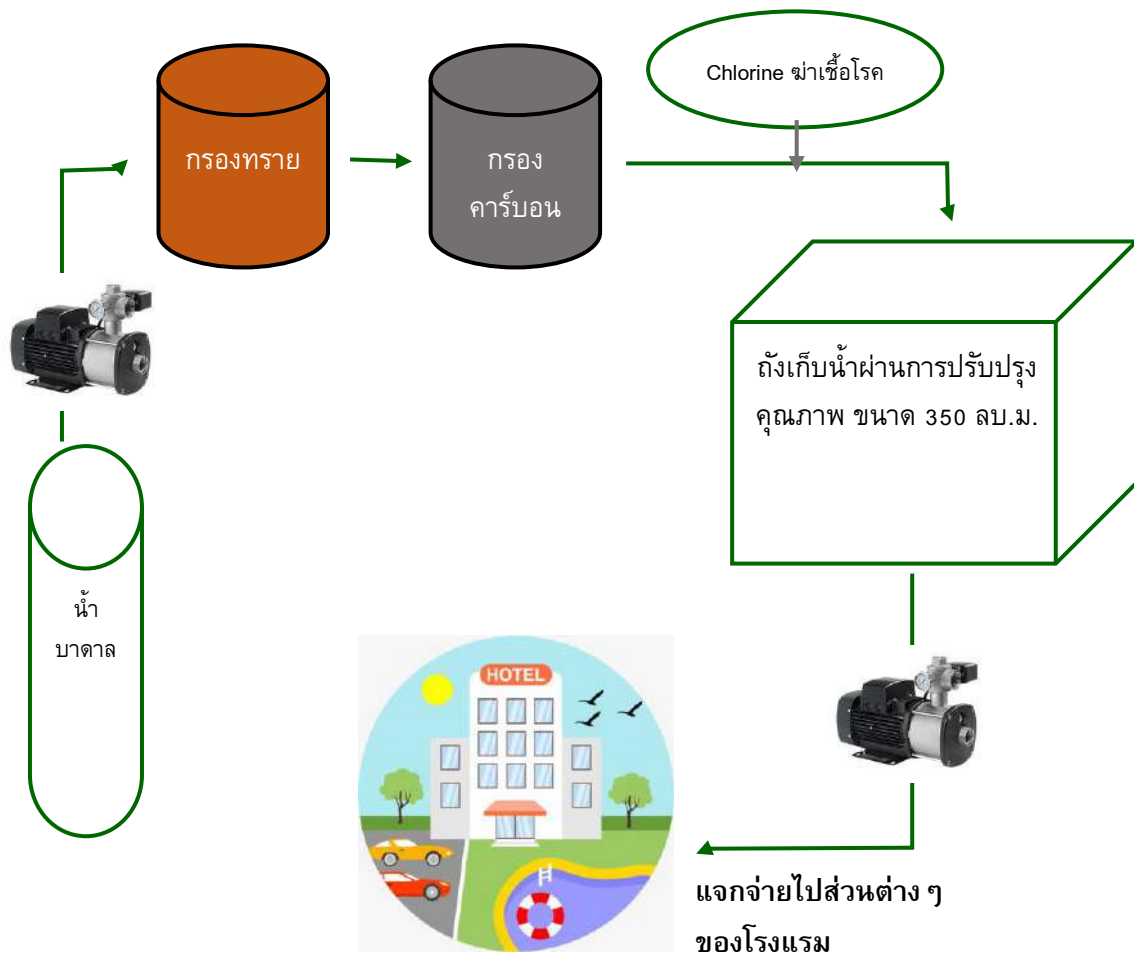 Chlorine ฆ่าเชื้อโรค
กรองทราย
กรอง
คาร์บอน
ถังเก็บน้ำผ่านการปรับปรุง
คุณภาพ ขนาด 350 ลบ.ม.
น้ำ
บาดาล
HOTEL
แจกจ่ายไปส่วนต่าง ๆ
ของโรงแรม